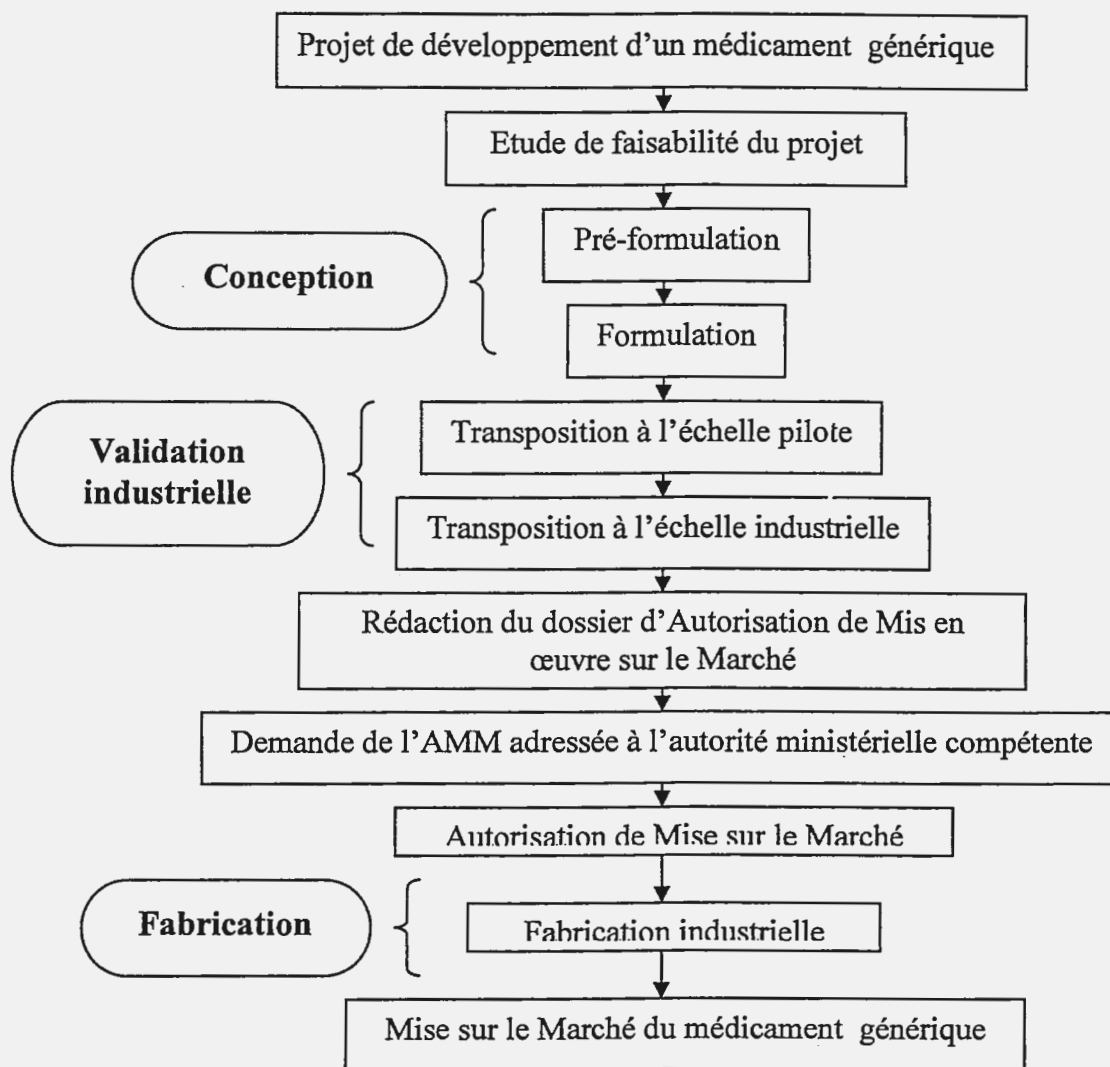 Projet de développement d'un médicament générique
Etude de faisabilité du projet
Pré-formulation
Conception
Formulation
Transposition à l'échelle pilote
Validation
industrielle
Transposition à l'échelle industrielle
Rédaction du dossier d'Autorisation de Mis en
œuvre sur le Marché
Demande de l'AMM adressée à l'autorité ministérielle compétente
Autorisation de Mise sur le Marché
Fabrication
Fabrication industrielle
Mise sur le Marché du médicament générique